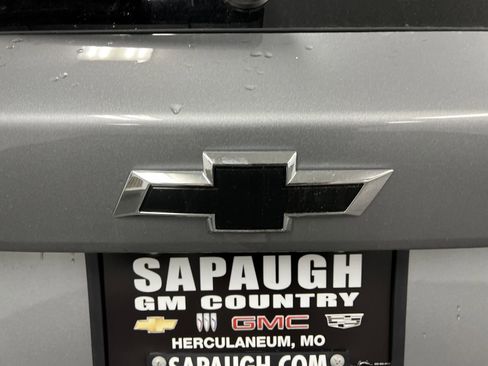 SAPAUGH
GM COUNTRY
GMC
HERCULANEUM, MO
SAPAUGH.COM